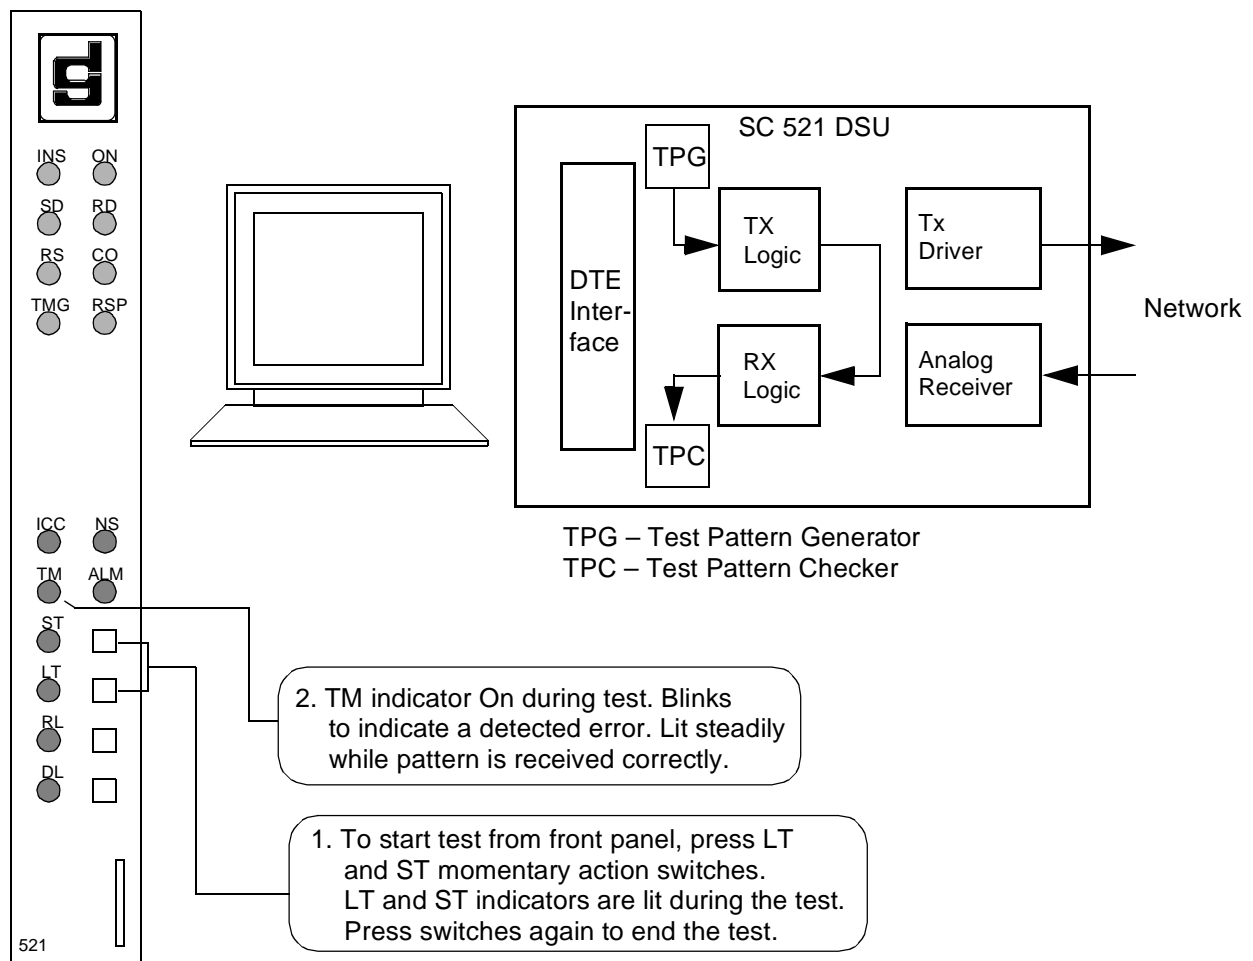 INS ON
SD RD
RS CO
TMG RSP
ICC NS
TM ALM
ST
LT
RL
DL
521
SC 521 DSU
TPG
DTE
Inter-
face
TX
Logic
Tx
Driver
RX
Logic
Analog
Receiver
TPC
Network
TPG – Test Pattern Generator
TPC – Test Pattern Checker
2. TM indicator On during test. Blinks
to indicate a detected error. Lit steadily
while pattern is received correctly.
1. To start test from front panel, press LT
and ST momentary action switches.
LT and ST indicators are lit during the test.
Press switches again to end the test.